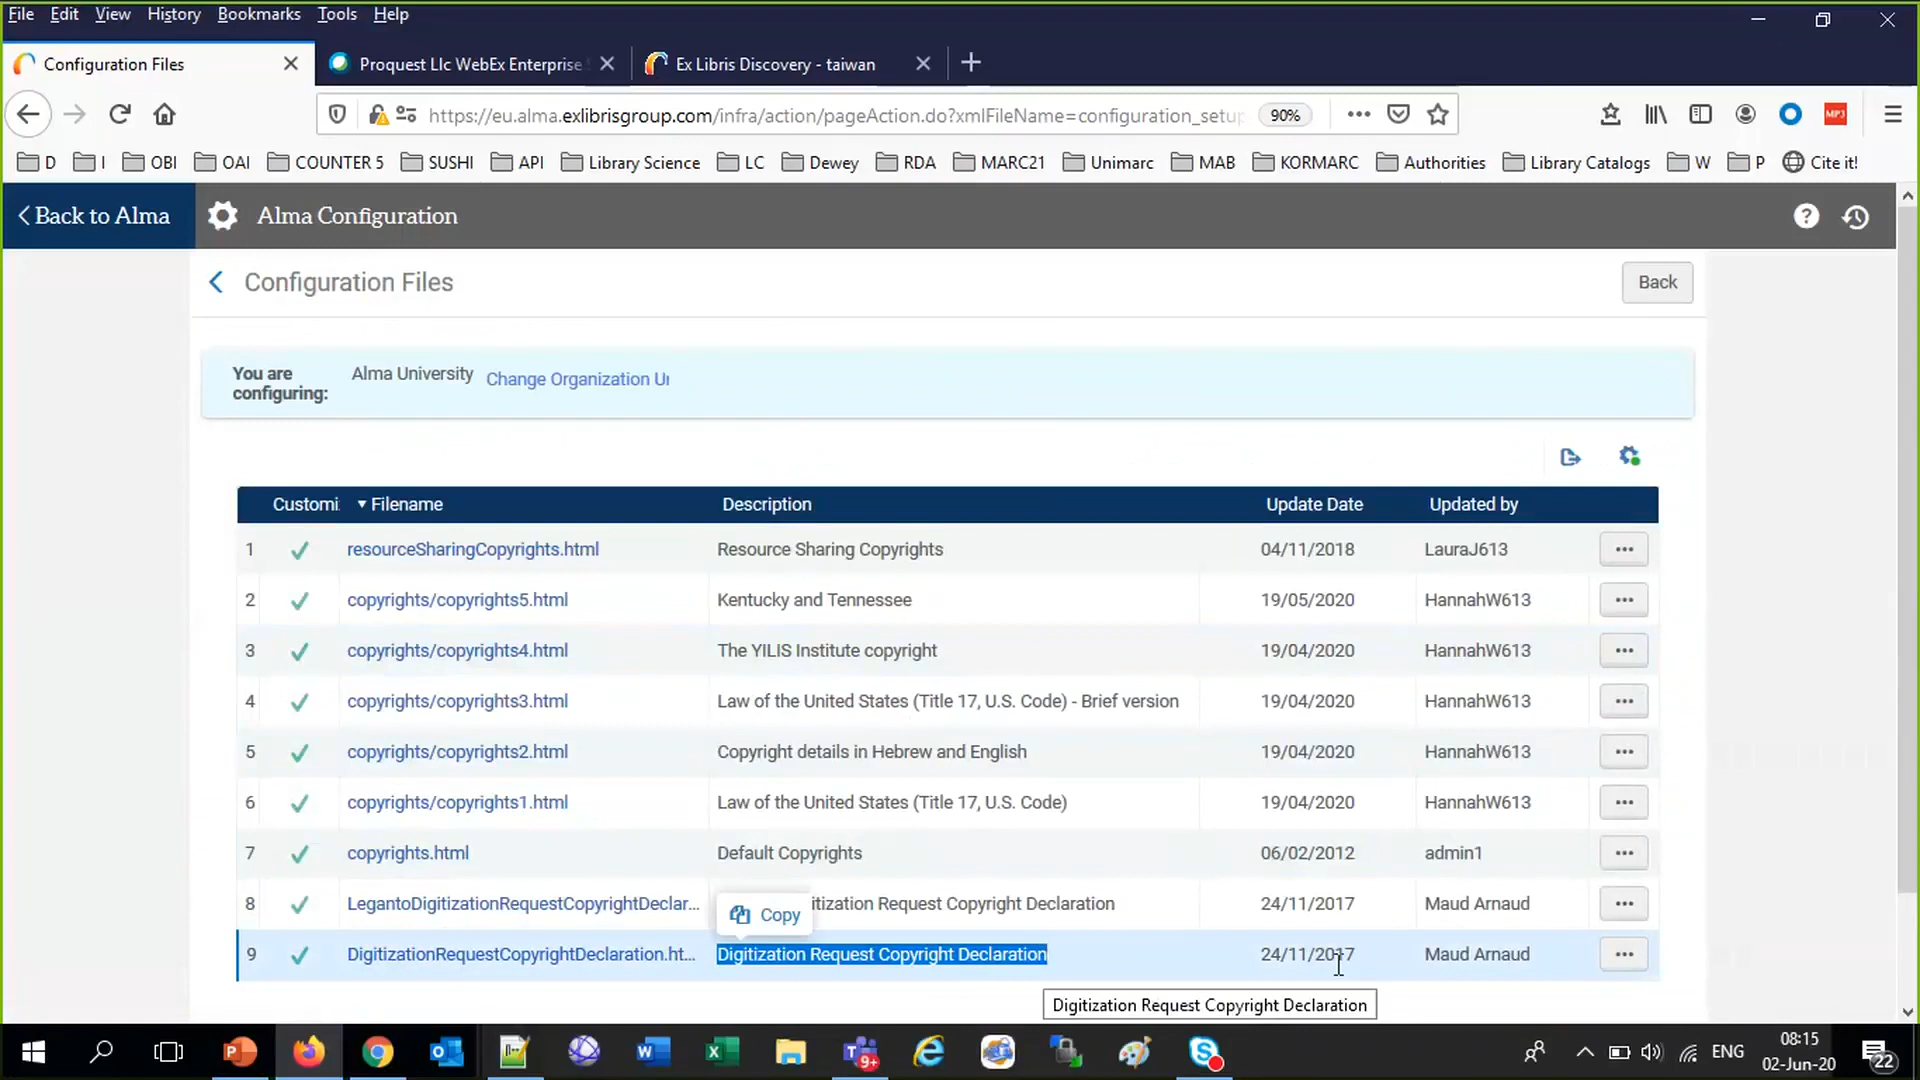 File Edit View History Bookmarks Tools Help
Configuration Files
Proquest Llc WebEx Enterprise
Ex Libris Discovery - taiwan
https://eu.alma.exlibrisgroup.com/infra/action/pageAction.do?xmlFileName=configuration_setup
90%
MP3
D I OBI OAI COUNTER 5 SUSHI API Library Science LC Dewey RDA MARC21 Unimarc MAB KORMARC Authorities Library Catalogs W P Cite it!
Back to Alma
Alma Configuration
Configuration Files
Back
You are configuring:
Alma University
Change Organization Ur
Customi Filename Description Update Date Updated by
1 resourceSharingCopyrights.html Resource Sharing Copyrights 04/11/2018 LauraJ613
2 copyrights/copyrights5.html Kentucky and Tennessee 19/05/2020 HannahW613
3 copyrights/copyrights4.html The YILIS Institute copyright 19/04/2020 HannahW613
4 copyrights/copyrights3.html Law of the United States (Title 17, U.S. Code) - Brief version 19/04/2020 HannahW613
5 copyrights/copyrights2.html Copyright details in Hebrew and English 19/04/2020 HannahW613
6 copyrights/copyrights1.html Law of the United States (Title 17, U.S. Code) 19/04/2020 HannahW613
7 copyrights.html Default Copyrights 06/02/2012 admin1
8 LegantoDigitizationRequestCopyrightDeclar... itization Request Copyright Declaration 24/11/2017 Maud Arnaud
Copy
9 DigitizationRequestCopyrightDeclaration.ht... Digitization Request Copyright Declaration 24/11/2017 Maud Arnaud
Digitization Request Copyright Declaration
9+
ENG
08:15
02-Jun-20
22